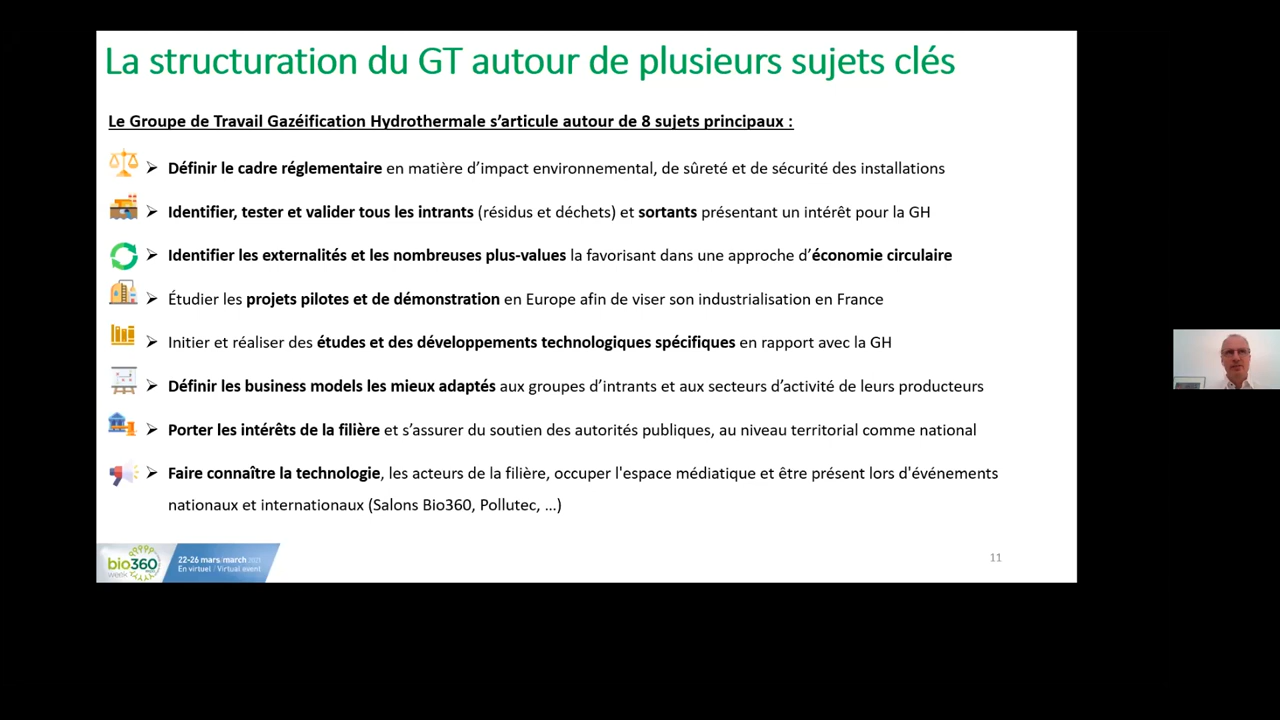 La structuration du GT autour de plusieurs sujets clés
Le Groupe de Travail Gazéification Hydrothermale s’articule autour de 8 sujets principaux :
Définir le cadre réglementaire en matière d’impact environnemental, de sûreté et de sécurité des installations
Identifier, tester et valider tous les intrants (résidus et déchets) et sortants présentant un intérêt pour la GH
Identifier les externalités et les nombreuses plus-values la favorisant dans une approche d’économie circulaire
Étudier les projets pilotes et de démonstration en Europe afin de viser son industrialisation en France
Initier et réaliser des études et des développements technologiques spécifiques en rapport avec la GH
Définir les business models les mieux adaptés aux groupes d’intrants et aux secteurs d’activité de leurs producteurs
Porter les intérêts de la filière et s’assurer du soutien des autorités publiques, au niveau territorial comme national
Faire connaître la technologie, les acteurs de la filière, occuper l'espace médiatique et être présent lors d'événements
nationaux et internationaux (Salons Bio360, Pollutec, ...)
bio360
week
22-26 mars/march
En virtuel / Virtual event
11